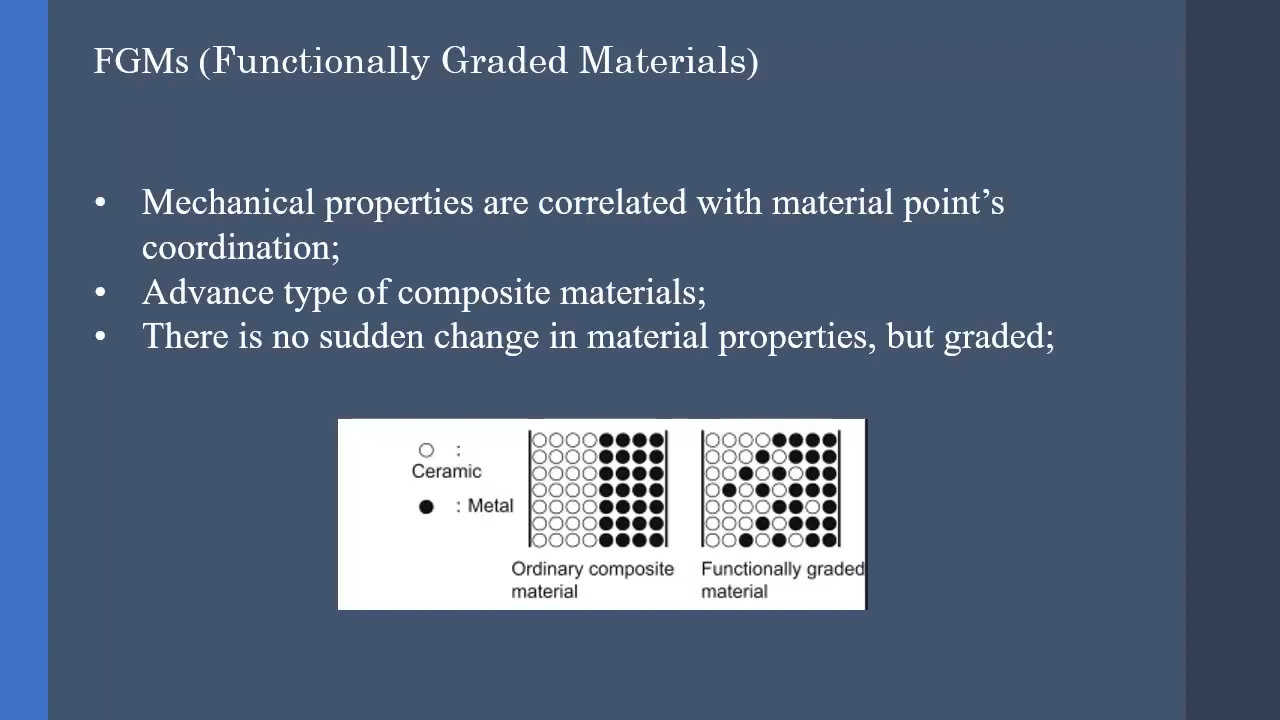 FGMs (Functionally Graded Materials)
• Mechanical properties are correlated with material point’s
coordination;
• Advance type of composite materials;
• There is no sudden change in material properties, but graded;
:
Ceramic
: Metal
Ordinary composite
material
Functionally graded
material